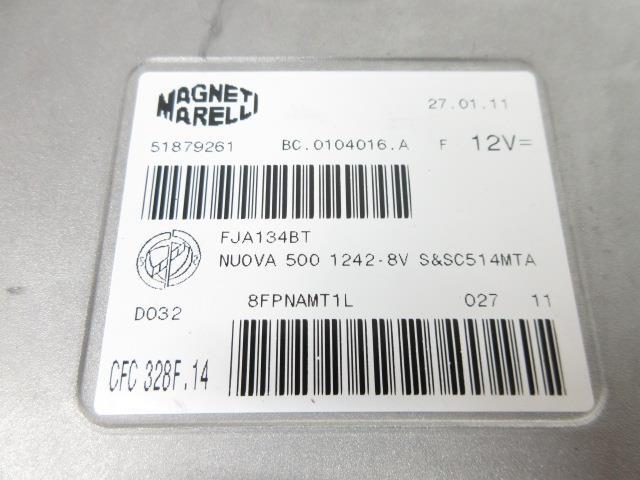 MAGNETI
MARELLI
27.01.11
51879261 BC.0104016.A F 12V=
FJA134BT
NUOVA 500 1242-8V S&SC514MTA
8FPNAMT1L 027 11
D032
CFC 328F.14